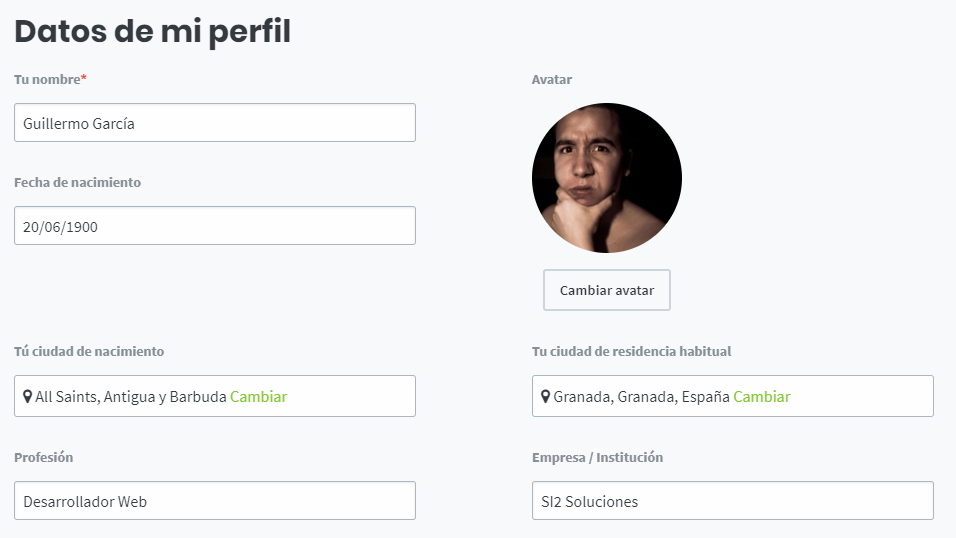 Datos de mi perfil
Tu nombre*
Avatar
Guillermo García
Fecha de nacimiento
20/06/1900
Cambiar avatar
Tú ciudad de nacimiento
Tu ciudad de residencia habitual
All Saints, Antigua y Barbuda Cambiar
Granada, Granada, España Cambiar
Profesión
Empresa / Institución
Desarrollador Web
SI2 Soluciones